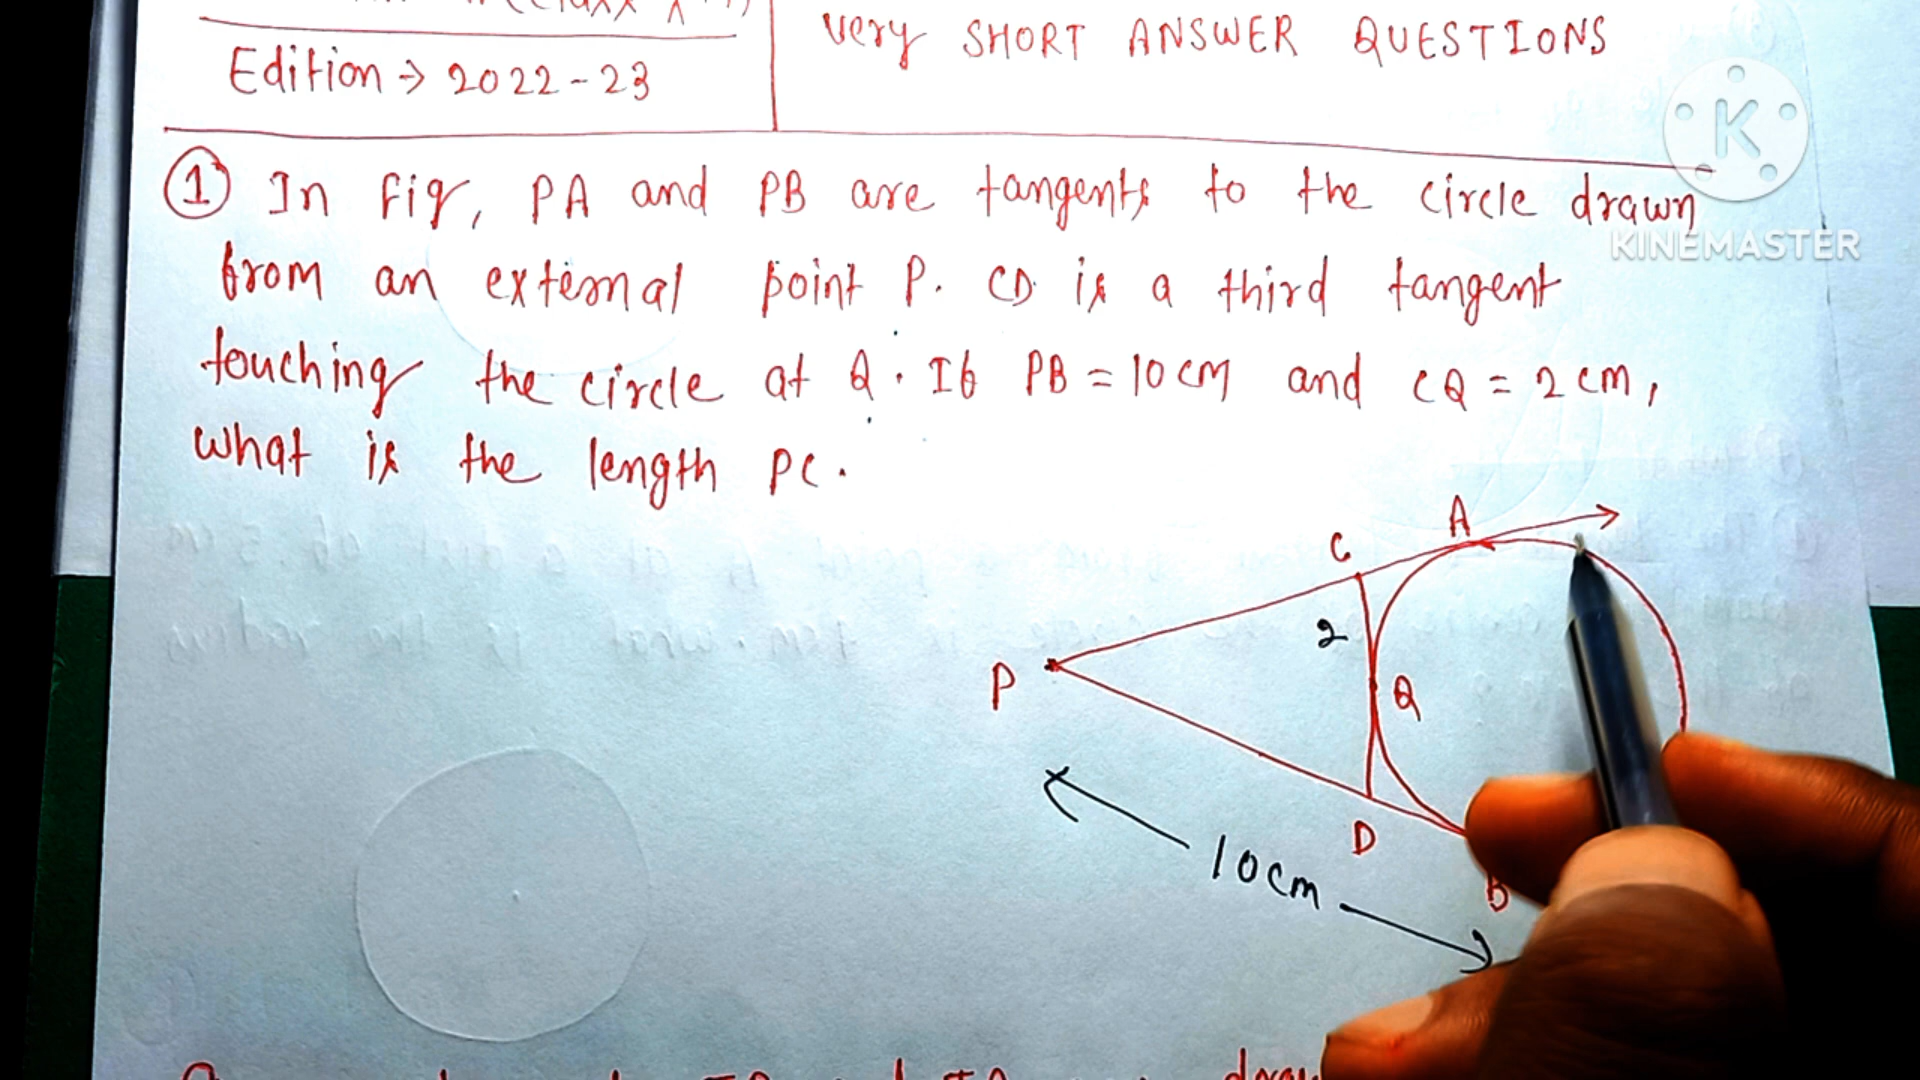 Edition → 2022-23
Very SHORT ANSWER QUESTIONS
K
KINEMASTER
① In fig, PA and PB are tangents to the circle drawn
from an external point P. CD is a third tangent
touching the circle at Q. If PB = 10 cm and CQ = 2 cm,
what is the length PC.
A
C
2
P
Q
D
10 cm
B